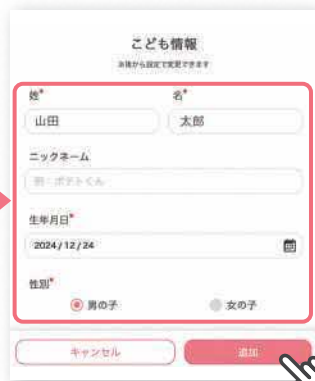 こども情報
※後から設定で変更できます
姓* 名*
山田 太郎
ニックネーム
例：ポテトくん
生年月日*
2024/12/24
性別*
男の子 女の子
キャンセル 追加